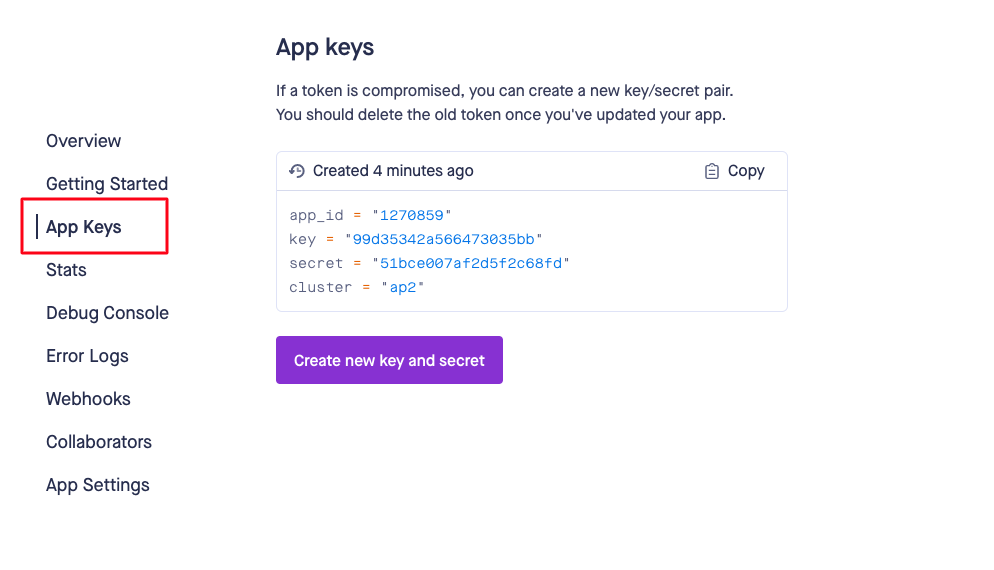 App keys
If a token is compromised, you can create a new key/secret pair.
You should delete the old token once you've updated your app.
Overview
Getting Started
App Keys
Stats
Debug Console
Error Logs
Webhooks
Collaborators
App Settings
Created 4 minutes ago
Copy
app_id = "1270859"
key = "99d35342a566473035bb"
secret = "51bce007af2d5f2c68fd"
cluster = "ap2"
Create new key and secret